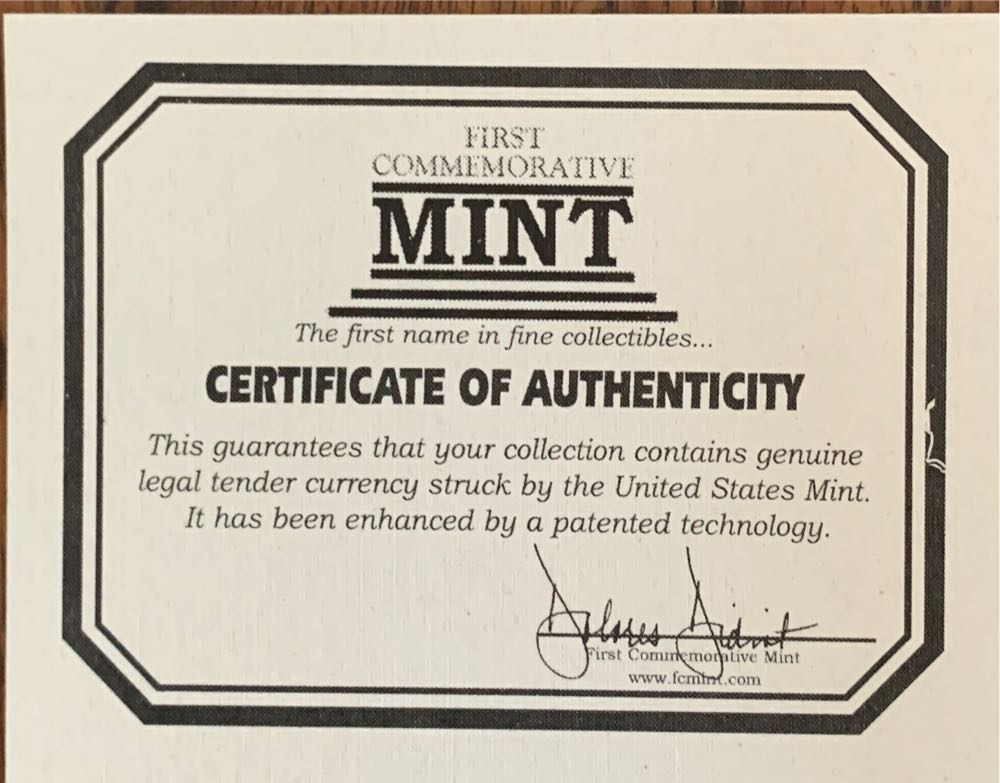 FIRST
COMMEMORATIVE
MINT
The first name in fine collectibles...
CERTIFICATE OF AUTHENTICITY
This guarantees that your collection contains genuine
legal tender currency struck by the United States Mint.
It has been enhanced by a patented technology.
Dolores
First Commemorative Mint
www.fcmint.com